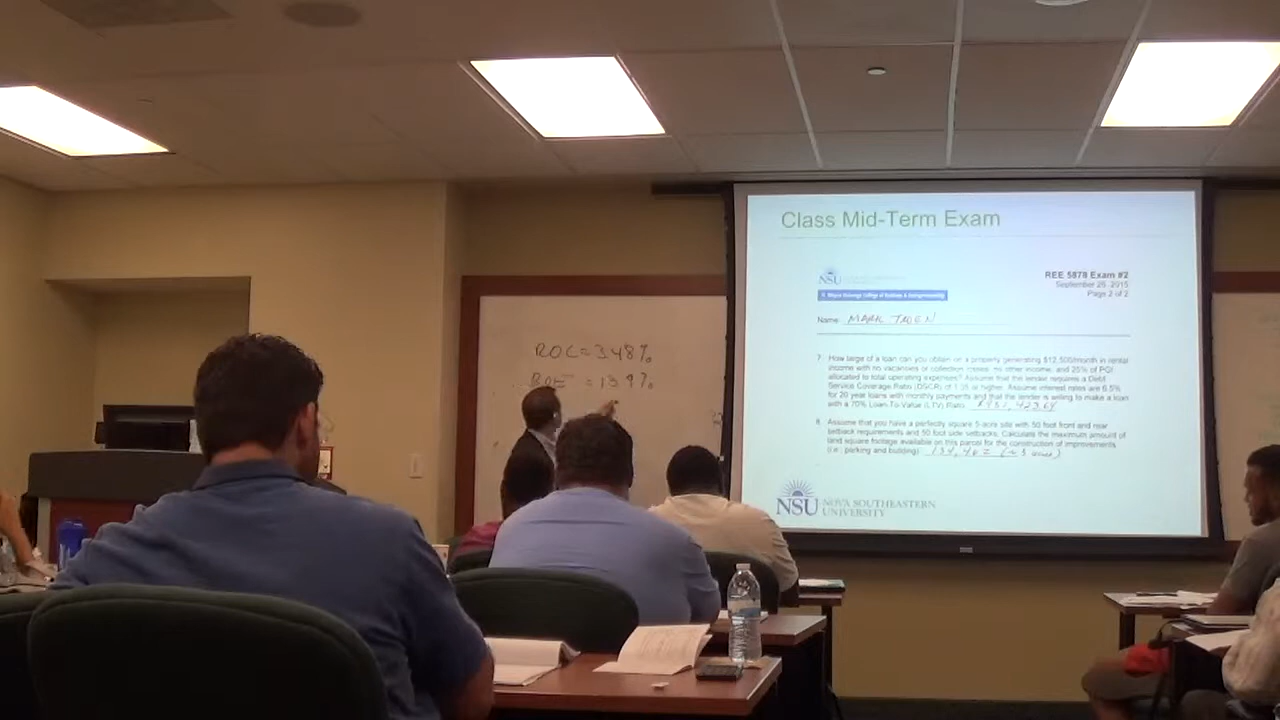 Class Mid-Term Exam
NSU
REE 5878 Exam #2
September 26, 2015
Page 2 of 2
Name: MARK TROEN
ROC = 3.48%
ROE = 139%
7. How large of a loan can you obtain on a property generating $12,500/month in rental
income with no vacancies or collection losses, no other income, and 25% of PGI
allocated to total operating expenses? Assume that the lender requires a Debt
Service Coverage Ratio (DSCR) of or higher. Assume interest rates are 6.5%
for 20 year loans with monthly payments and that the lender is willing to make a loan
with a 70% Loan-To-Value (LTV) Ratio.
8. Assume that you have a perfectly square 5-acre site with 50 foot front and rear
setback requirements and 50 foot side setbacks. Calculate the maximum amount of
land square footage available on this parcel for the construction of improvements
(i.e.: parking and building)
NSU NOVA SOUTHEASTERN
UNIVERSITY